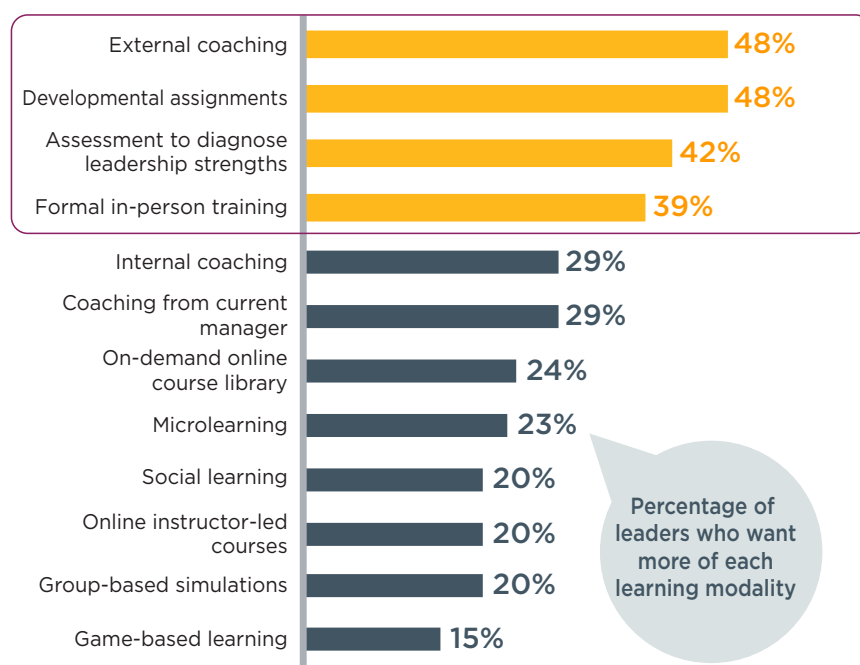 External coaching 48%
Developmental assignments 48%
Assessment to diagnose
leadership strengths 42%
Formal in-person training 39%
Internal coaching 29%
Coaching from current
manager 29%
On-demand online
course library 24%
Microlearning 23%
Social learning 20%
Online instructor-led
courses 20%
Group-based simulations 20%
Game-based learning 15%
Percentage of
leaders who want
more of each
learning modality